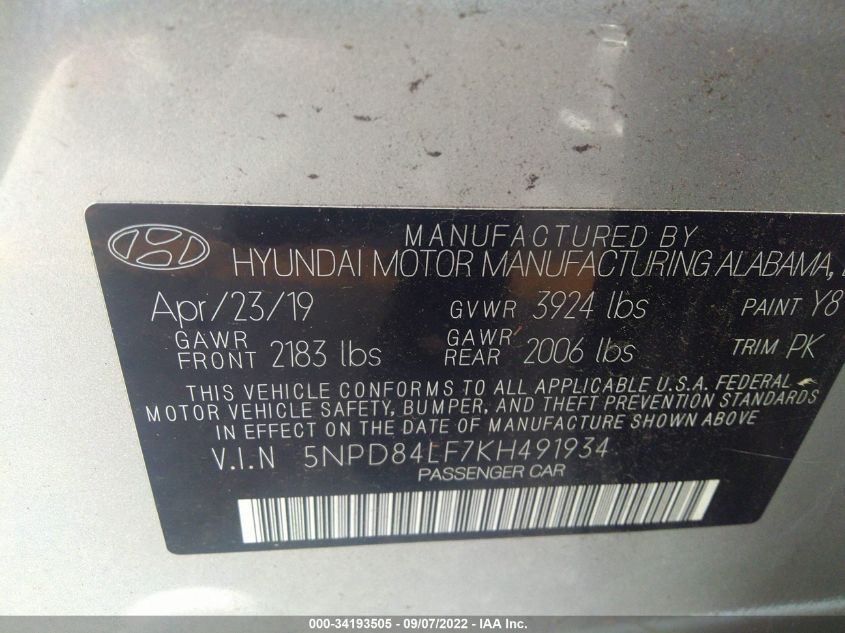 MANUFACTURED BY
HYUNDAI MOTOR MANUFACTURING ALABAMA,
Apr/23/19 GVWR 3924 lbs PAINT Y8
GAWR FRONT 2183 lbs GAWR REAR 2006 lbs TRIM PK
THIS VEHICLE CONFORMS TO ALL APPLICABLE U.S.A. FEDERAL
MOTOR VEHICLE SAFETY, BUMPER, AND THEFT PREVENTION STANDARDS
IN EFFECT ON THE DATE OF MANUFACTURE SHOWN ABOVE
V.I.N 5NPD84LF7KH491934
PASSENGER CAR
000-34193505 - 09/07/2022 - IAA Inc.